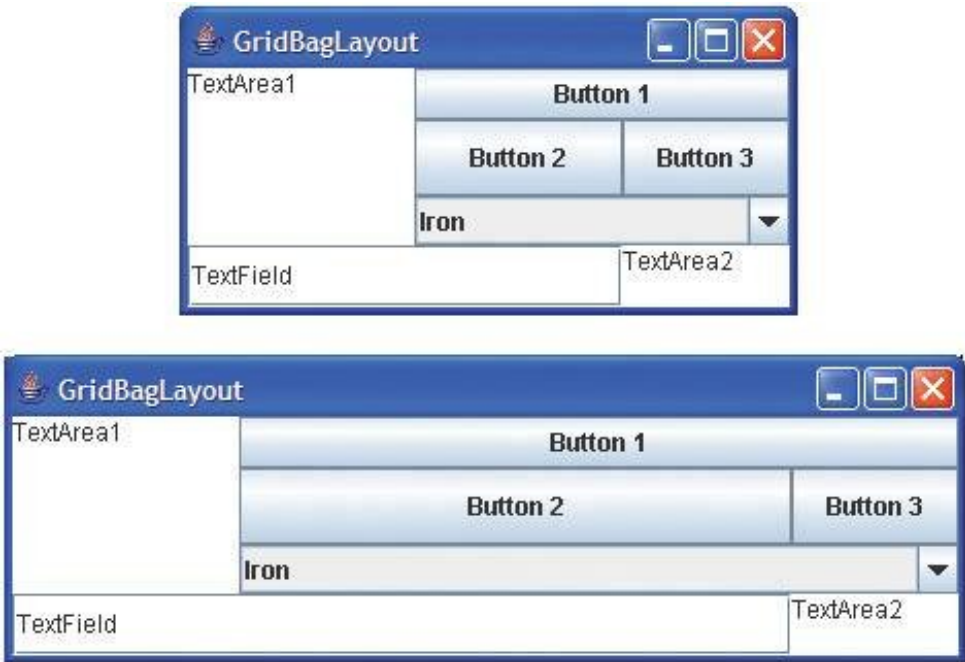 GridBagLayout
TextArea1
Button 1
Button 2
Button 3
Iron
TextField
TextArea2
GridBagLayout
TextArea1
Button 1
Button 2
Button 3
Iron
TextField
TextArea2